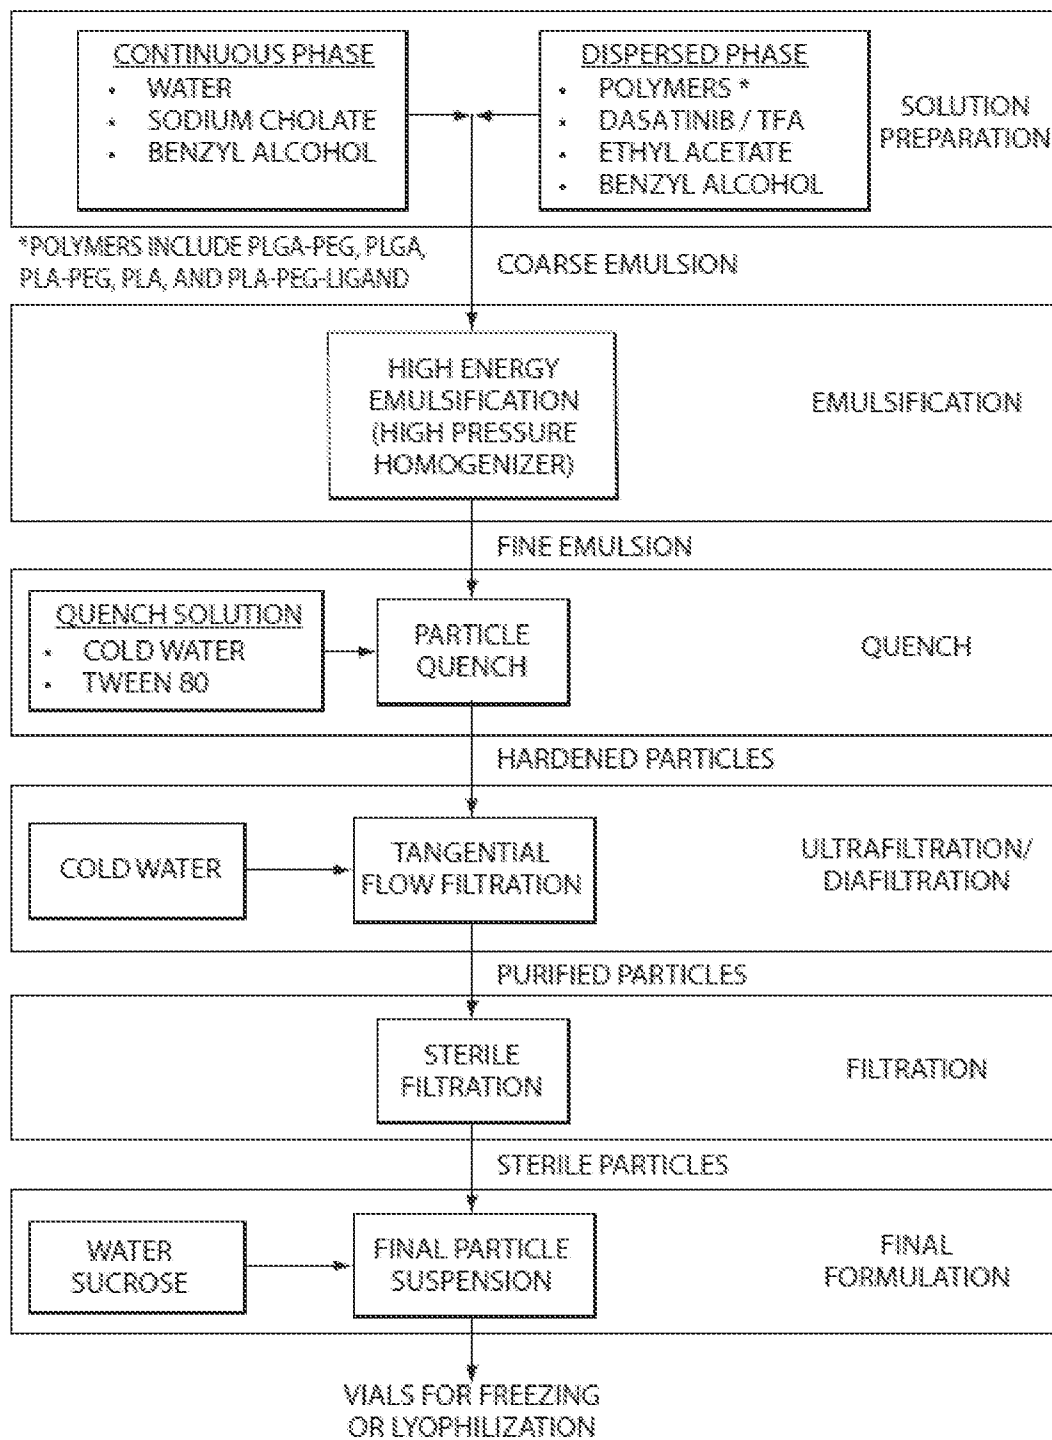 CONTINUOUS PHASE
• WATER
• SODIUM CHOLATE
• BENZYL ALCOHOL
DISPERSED PHASE
• POLYMERS *
• DASATINIB / TFA
• ETHYL ACETATE
• BENZYL ALCOHOL
SOLUTION
PREPARATION
*POLYMERS INCLUDE PLGA-PEG, PLGA,
PLA-PEG, PLA, AND PLA-PEG-LIGAND
COARSE EMULSION
HIGH ENERGY
EMULSIFICATION
(HIGH PRESSURE
HOMOGENIZER)
EMULSIFICATION
FINE EMULSION
QUENCH SOLUTION
• COLD WATER
• TWEEN 80
PARTICLE
QUENCH
QUENCH
HARDENED PARTICLES
COLD WATER
TANGENTIAL
FLOW FILTRATION
ULTRAFILTRATION/
DIAFILTRATION
PURIFIED PARTICLES
STERILE
FILTRATION
FILTRATION
STERILE PARTICLES
WATER
SUCROSE
FINAL PARTICLE
SUSPENSION
FINAL
FORMULATION
VIALS FOR FREEZING
OR LYOPHILIZATION